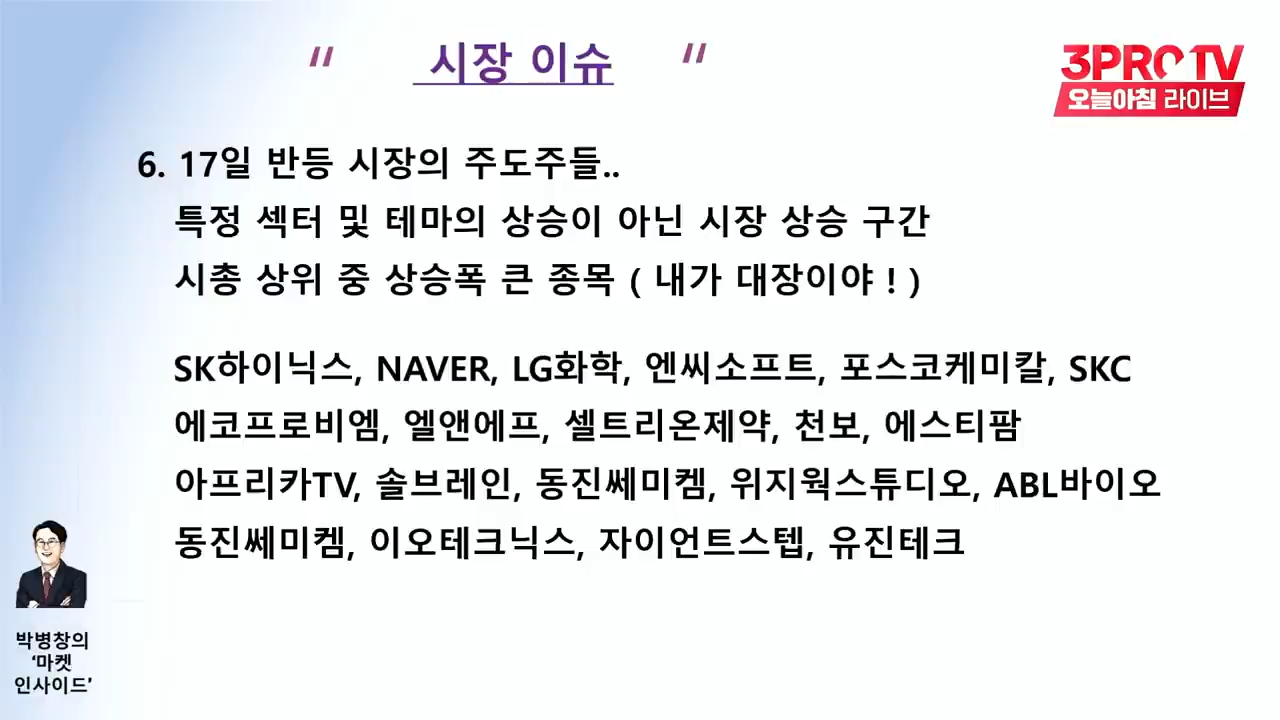 " 시장 이슈 "
3PRO TV
오늘아침 라이브
6. 17일 반등 시장의 주도주들..
특정 섹터 및 테마의 상승이 아닌 시장 상승 구간
시총 상위 중 상승폭 큰 종목 ( 내가 대장이야 ! )
SK하이닉스, NAVER, LG화학, 엔씨소프트, 포스코케미칼, SKC
에코프로비엠, 엘앤에프, 셀트리온제약, 천보, 에스티팜
아프리카TV, 솔브레인, 동진쎄미켐, 위지윅스튜디오, ABL바이오
동진쎄미켐, 이오테크닉스, 자이언트스텝, 유진테크
박병창의
‘마켓
인사이드’